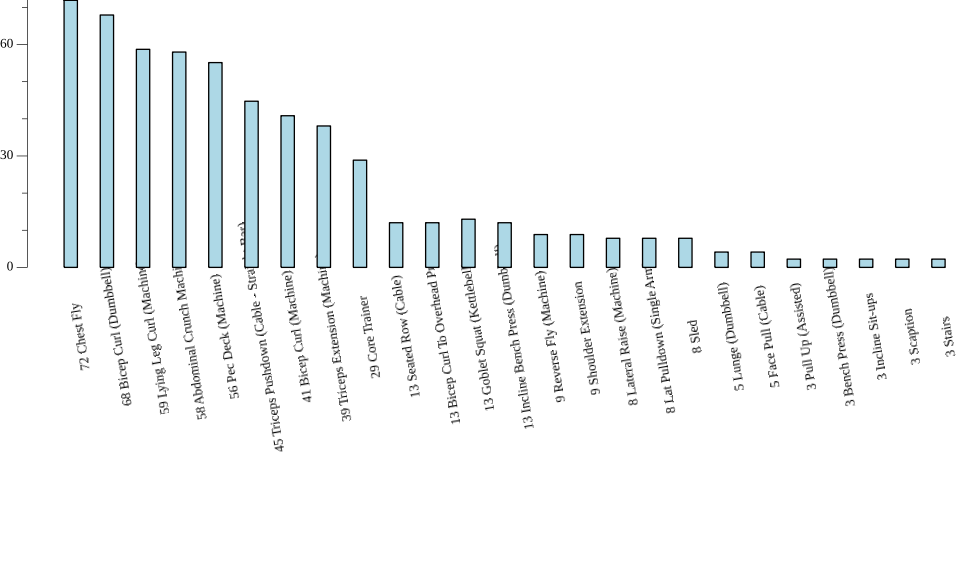 60
30
0
72 Chest Fly
68 Bicep Curl (Dumbbell)
59 Lying Leg Curl (Machin
58 Abdominal Crunch Machi
56 Pec Deck (Machine)
45 Triceps Pushdown (Cable - Stra Bar)
41 Bicep Curl (Machine)
39 Triceps Extension (Machi
29 Core Trainer
13 Seated Row (Cable)
13 Bicep Curl To Overhead Pr
13 Goblet Squat (Kettlebel
13 Incline Bench Press (Dumb ll)
9 Reverse Fly (Machine)
9 Shoulder Extension
8 Lateral Raise (Machine)
8 Lat Pulldown (Single Arm
8 Sled
5 Lunge (Dumbbell)
5 Face Pull (Cable)
3 Pull Up (Assisted)
3 Bench Press (Dumbbell)
3 Incline Sit-ups
3 Scaption
3 Stairs